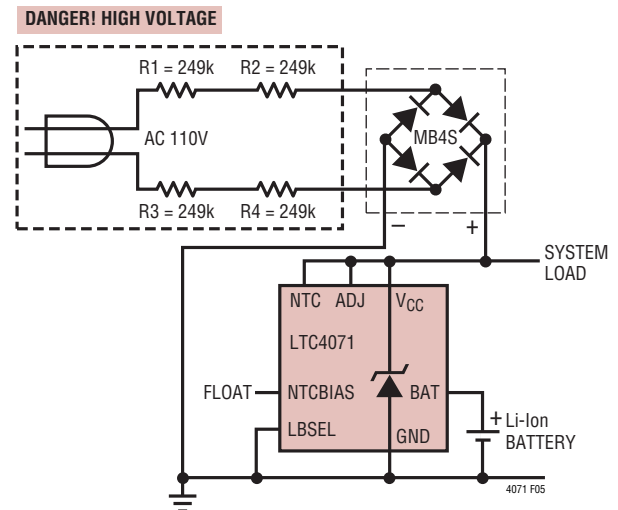 DANGER! HIGH VOLTAGE
R1 = 249k
R2 = 249k
AC 110V
MB4S
R3 = 249k
R4 = 249k
–
+
SYSTEM
LOAD
NTC
ADJ
VCC
LTC4071
FLOAT
NTCBIAS
BAT
LBSEL
GND
+
Li-Ion
BATTERY
4071 F05